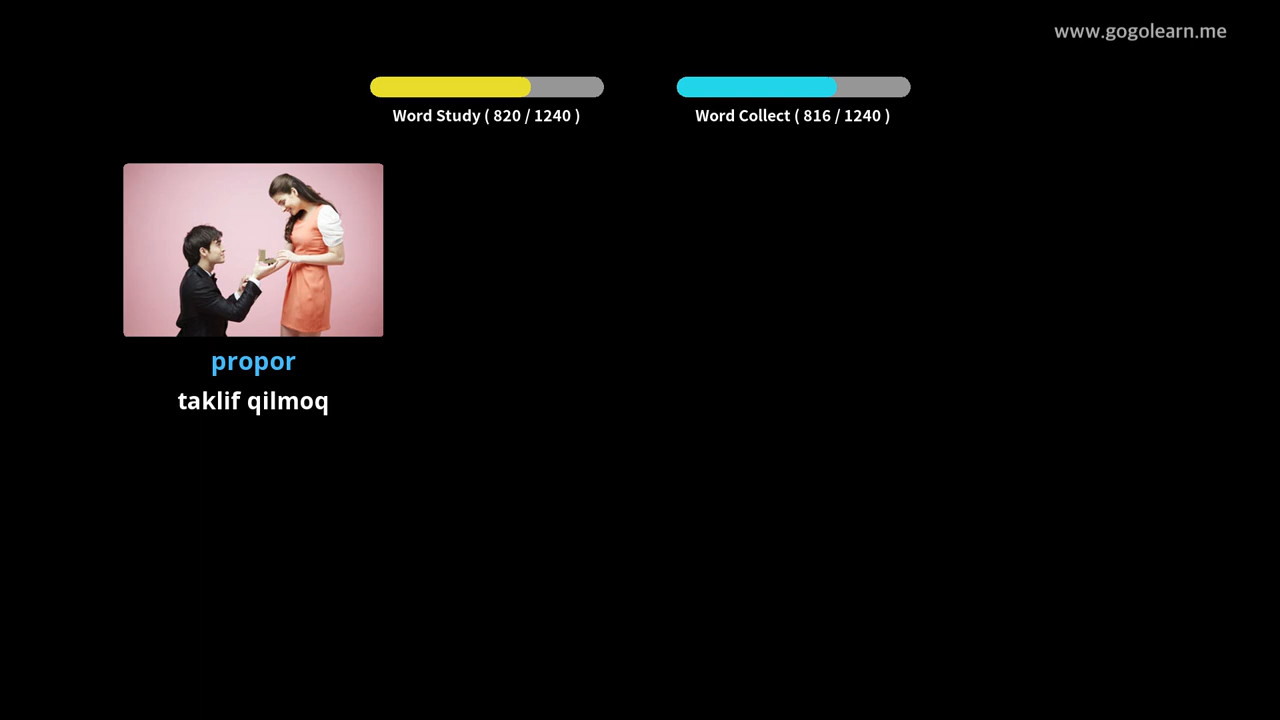 www.gogolearn.me
Word Study ( 820 / 1240 )
Word Collect ( 816 / 1240 )
propor
taklif qilmoq